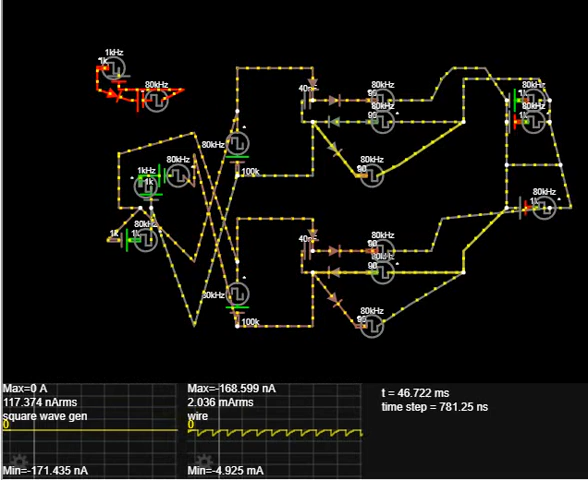 1kHz
1k
80kHz
80kHz
100k
40n
80kHz
90
80kHz
90
80kHz
90
80kHz
1k
80kHz
1k
80kHz
1k
1kHz
1k
80kHz
1k
80kHz
80kHz
100k
40n
80kHz
90
80kHz
90
80kHz
90
Max=0 A
117.374 nArms
square wave gen
0
Min=-171.435 nA
Max=-168.599 nA
2.036 mArms
wire
0
Min=-4.925 mA
t = 46.722 ms
time step = 781.25 ns